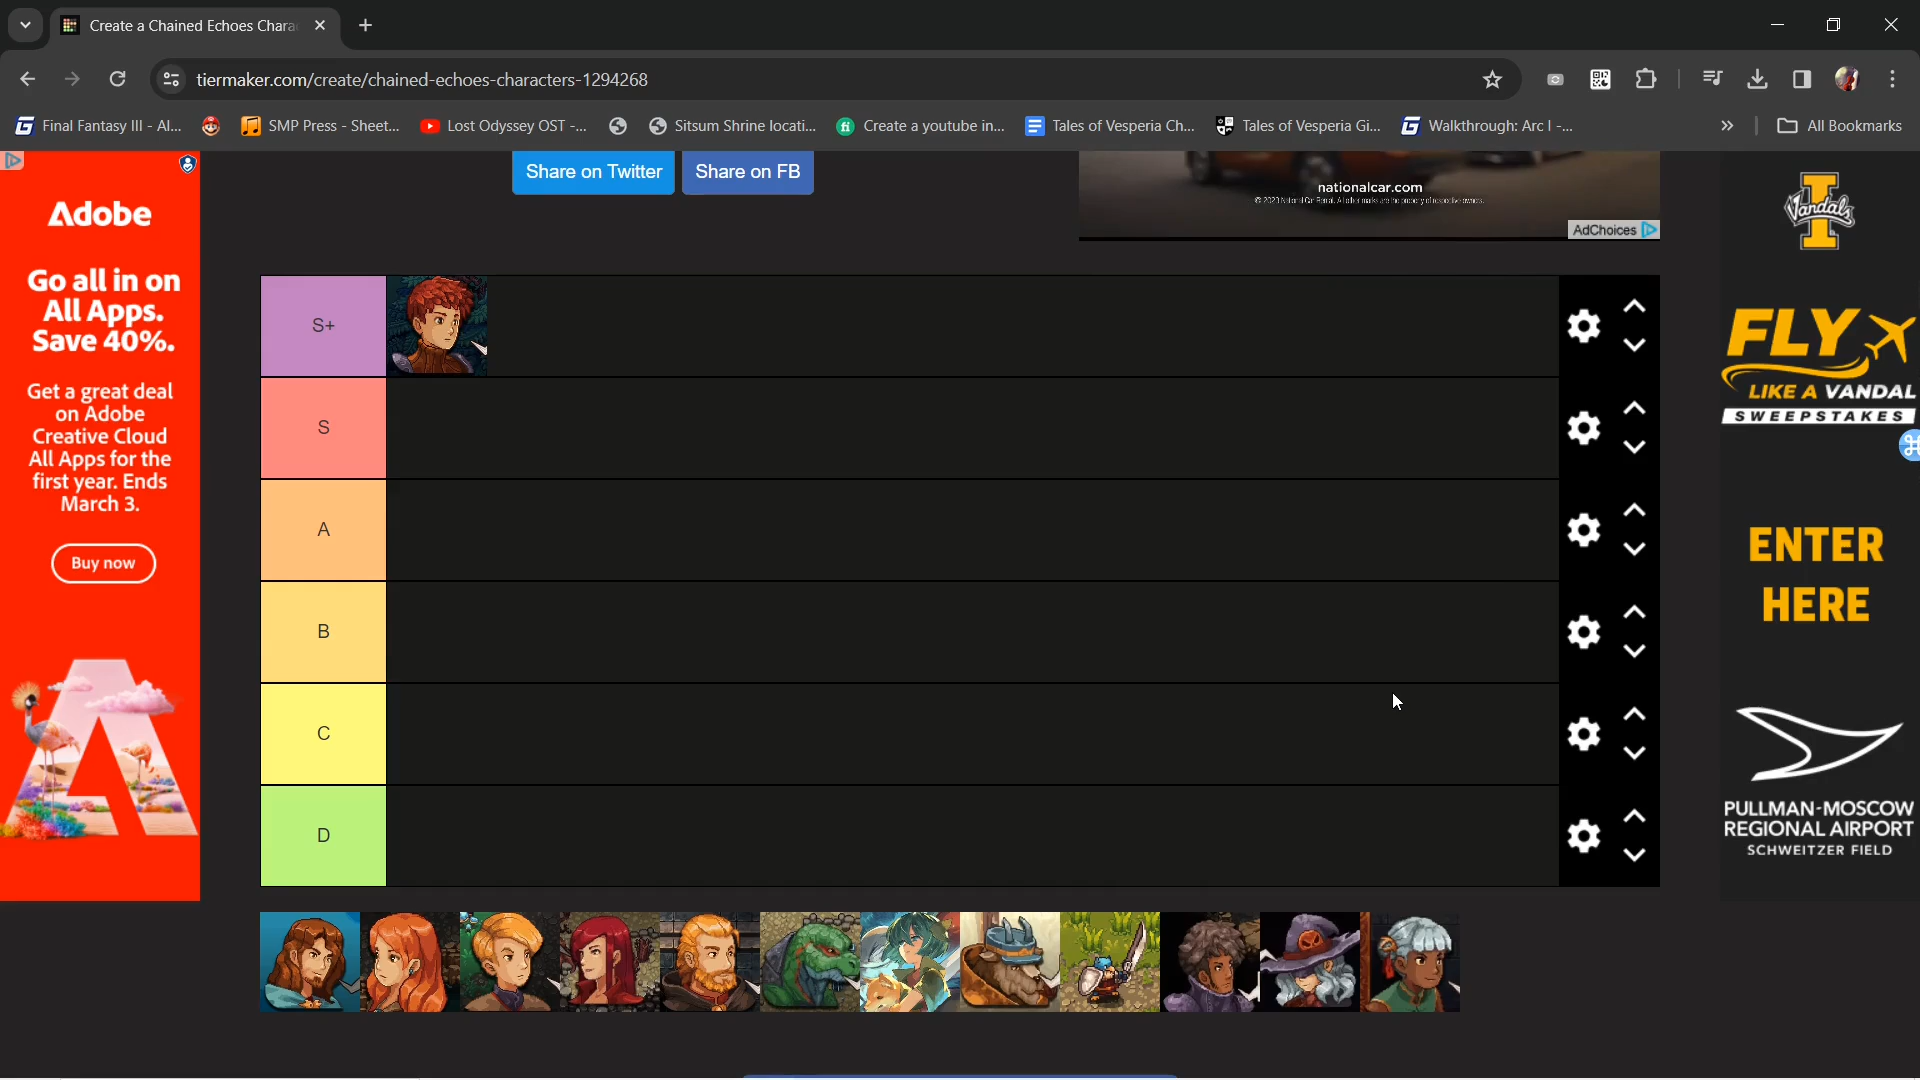 Create a Chained Echoes Chara
tiermaker.com/create/chained-echoes-characters-1294268
Final Fantasy III - Al...
SMP Press - Sheet...
Lost Odyssey OST -...
Sitsum Shrine locati...
Create a youtube in...
Tales of Vesperia Ch...
Tales of Vesperia Gi...
Walkthrough: Arc I -...
All Bookmarks
Adobe
Go all in on
All Apps.
Save 40%.
Get a great deal
on Adobe
Creative Cloud
All Apps for the
first year. Ends
March 3.
Buy now
Share on Twitter
Share on FB
nationalcar.com
AdChoices
S+
S
A
B
C
D
Vandals
FLY
LIKE A VANDAL
SWEEPSTAKES
ENTER
HERE
PULLMAN-MOSCOW
REGIONAL AIRPORT
SCHWEITZER FIELD